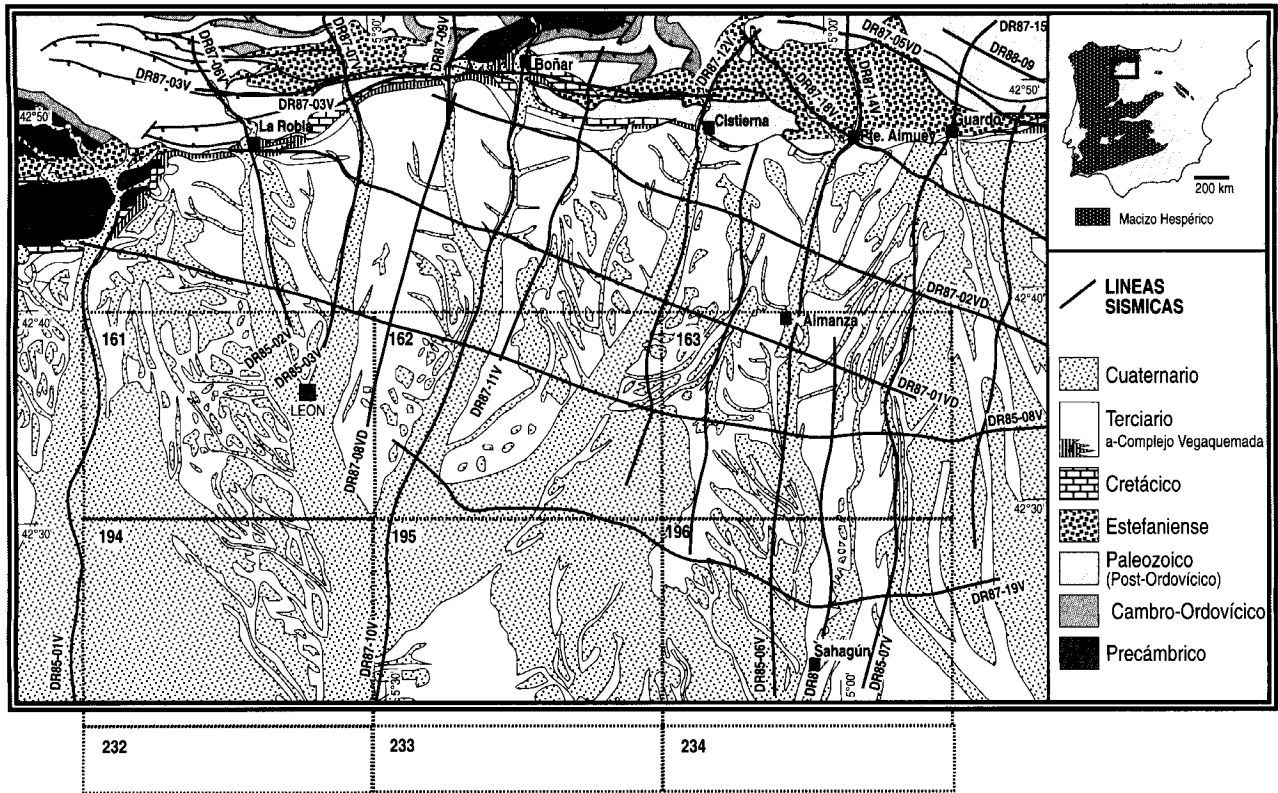 DR87-06V
DR87-07V
5°30'
DR87-09V
DR87-12V
5°00'
DR87-05VD
DR87-15
DR88-09
DR87-03V
DR87-03V
Boñar
DR87-18V
DR87-14V
42°50'
42°50'
La Robla
Cistierna
Pte. Almuey
Guardo
200 km
Macizo Hespérico
LINEAS
SISMICAS
DR87-02VD
42°40'
42°40'
161
162
163
Almanza
DR85-02V
DR85-03V
LEON
DR87-11V
DR87-01VD
DR85-08V
DR87-08VD
Cuaternario
Terciario
a-Complejo Vegaquemada
Cretácico
Estefaniense
Paleozoico
(Post-Ordovícico)
Cambro-Ordovícico
Precámbrico
42°30'
42°30'
194
195
196
DR87-19V
DR85-01V
DR87-10V
5°30'
DR85-06V
Sahagún
5°00'
DR85-07V
232
233
234